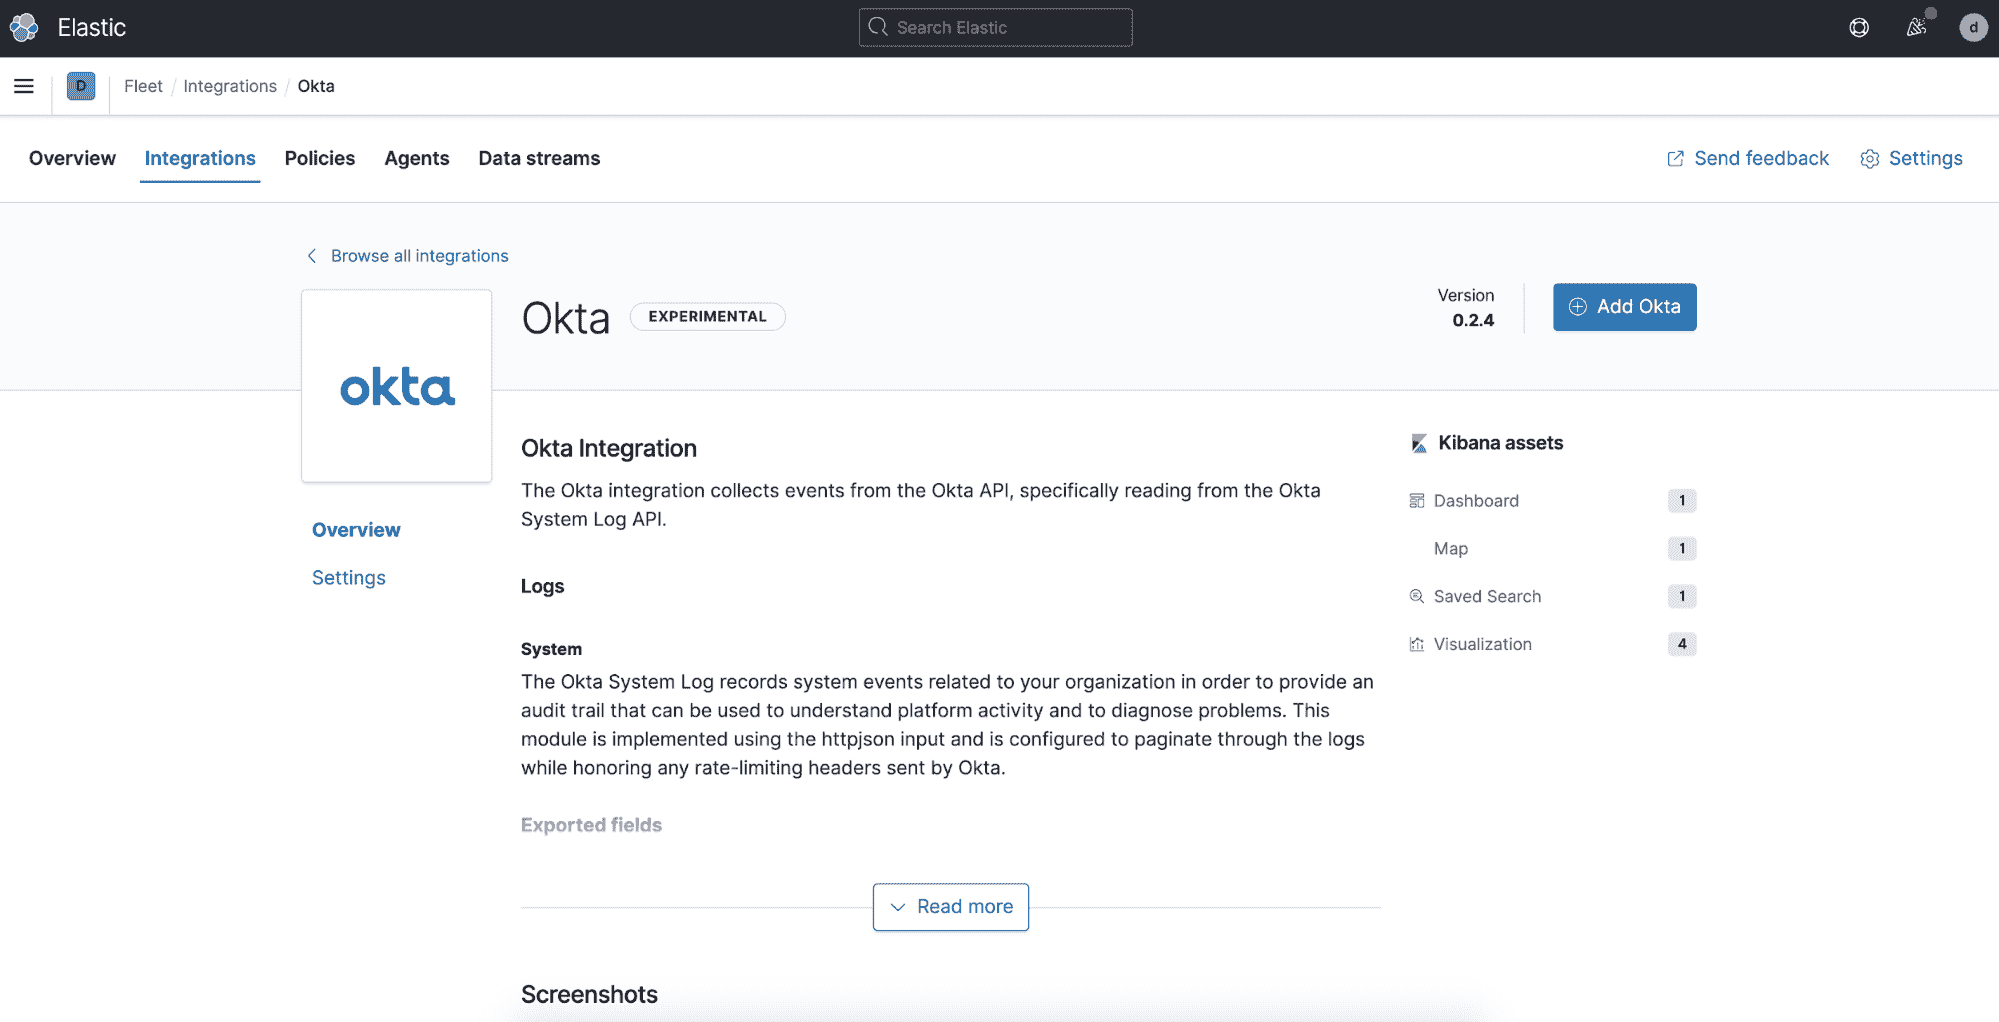 Elastic
Search Elastic
d
D
Fleet / Integrations / Okta
Overview Integrations Policies Agents Data streams
Send feedback Settings
Browse all integrations
okta
Okta EXPERIMENTAL
Version
0.2.4
Add Okta
Overview
Settings
Okta Integration
The Okta integration collects events from the Okta API, specifically reading from the Okta
System Log API.
Logs
System
The Okta System Log records system events related to your organization in order to provide an
audit trail that can be used to understand platform activity and to diagnose problems. This
module is implemented using the httpjson input and is configured to paginate through the logs
while honoring any rate-limiting headers sent by Okta.
Exported fields
Read more
Screenshots
Kibana assets
Dashboard 1
Map 1
Saved Search 1
Visualization 4